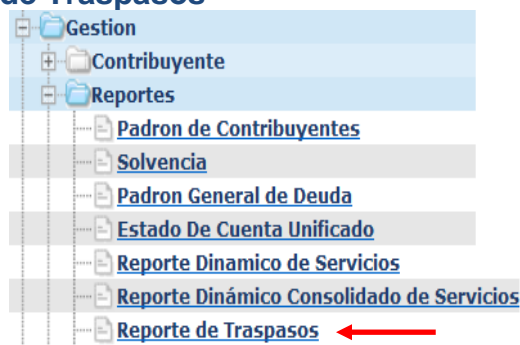 de Traspasos
Gestion
Contribuyente
Reportes
Padron de Contribuyentes
Solvencia
Padron General de Deuda
Estado De Cuenta Unificado
Reporte Dinamico de Servicios
Reporte Dinámico Consolidado de Servicios
Reporte de Traspasos